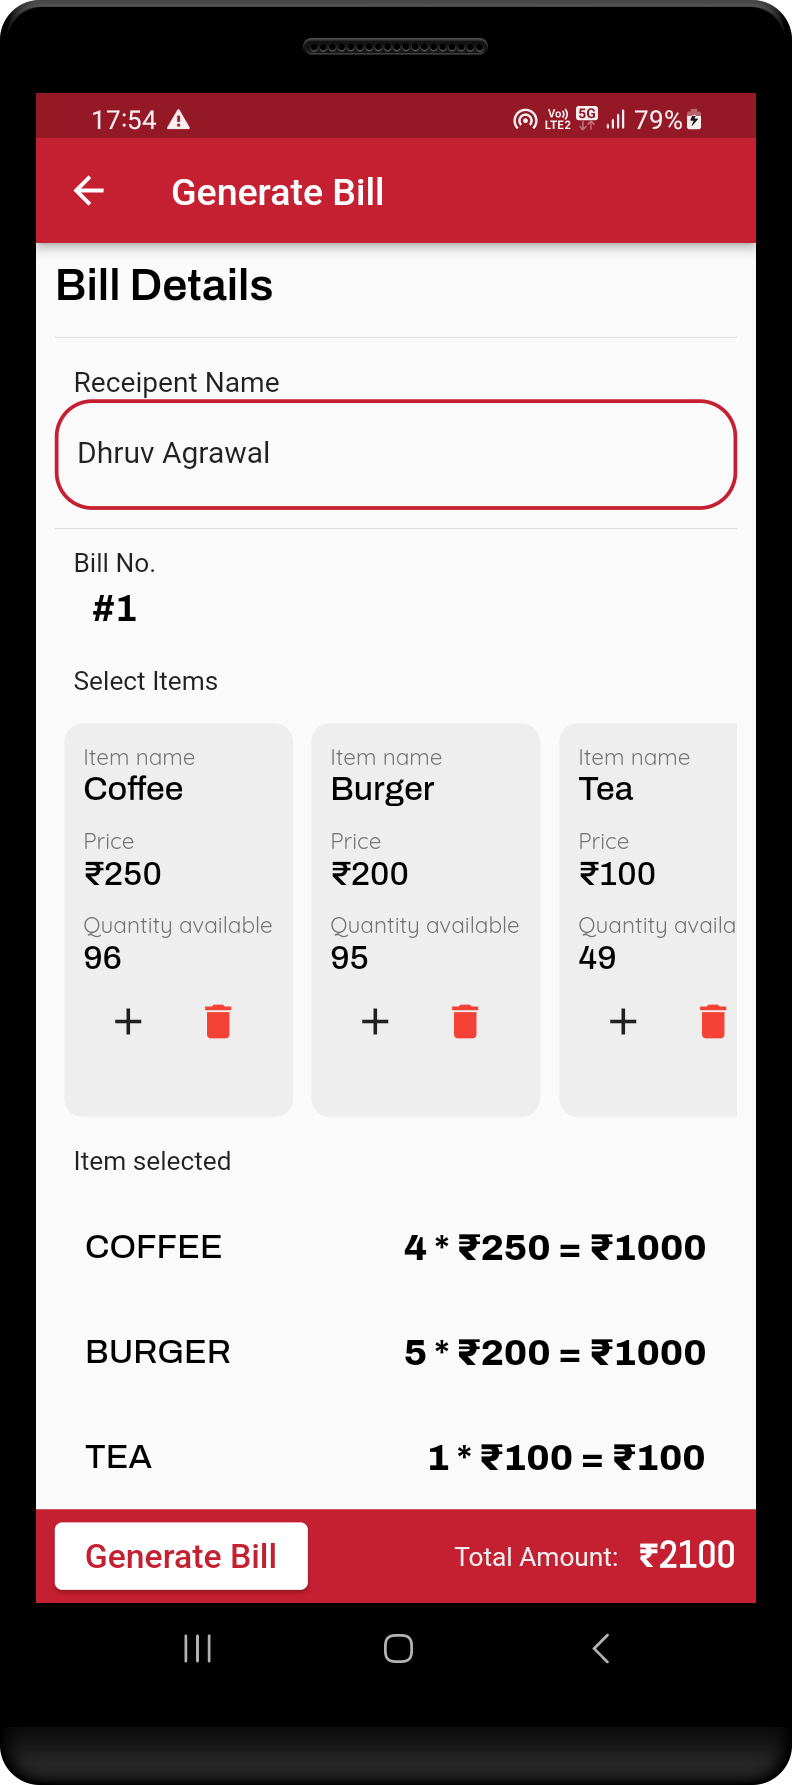 17:54 Vo)) LTE2 5G 79%
Generate Bill
Bill Details
Receipent Name
Dhruv Agrawal
Bill No.
#1
Select Items
Item name Item name Item name
Coffee Burger Tea
Price Price Price
₹250 ₹200 ₹100
Quantity available Quantity available Quantity availa
96 95 49
Item selected
COFFEE 4 * ₹250 = ₹1000
BURGER 5 * ₹200 = ₹1000
TEA 1 * ₹100 = ₹100
Generate Bill Total Amount: ₹2100